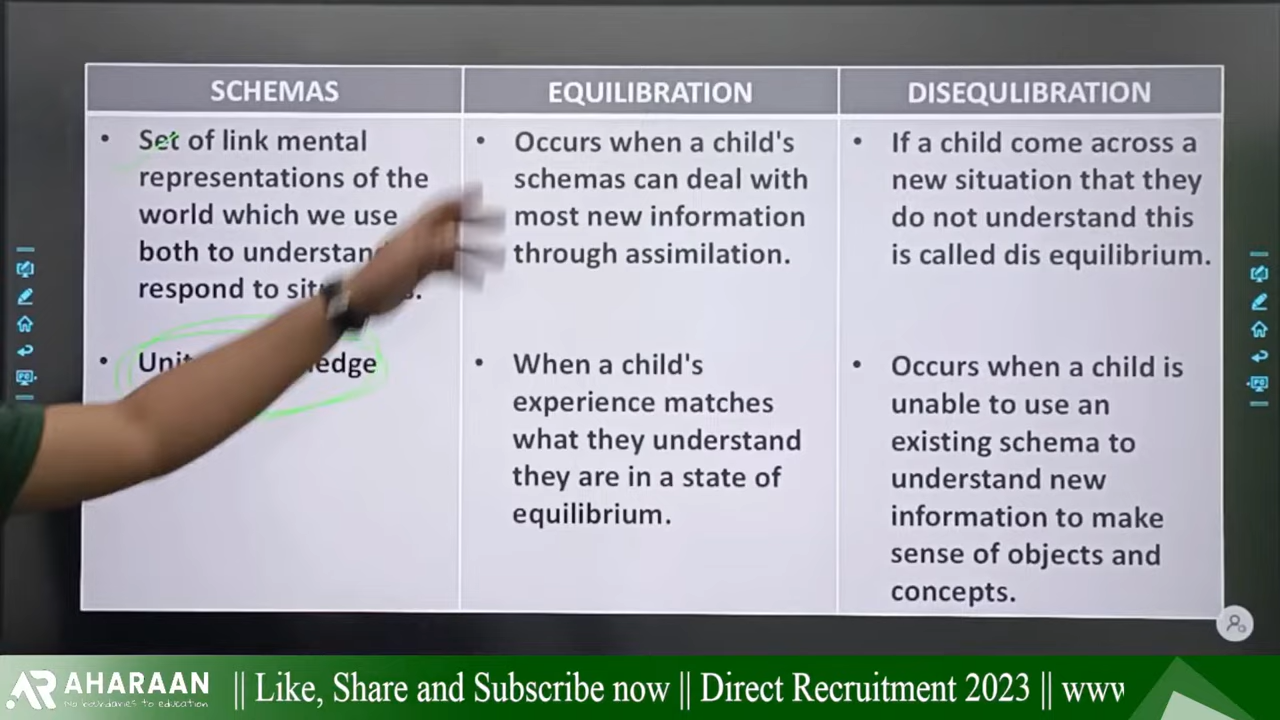 SCHEMAS
• Set of link mental
representations of the
world which we use
both to understan
respond to sit
• Unit edge
EQUILIBRATION
• Occurs when a child's
schemas can deal with
most new information
through assimilation.
• When a child's
experience matches
what they understand
they are in a state of
equilibrium.
DISEQULIBRATION
• If a child come across a
new situation that they
do not understand this
is called dis equilibrium.
• Occurs when a child is
unable to use an
existing schema to
understand new
information to make
sense of objects and
concepts.
AHARAAN
No boundaries to education
|| Like, Share and Subscribe now || Direct Recruitment 2023 || www